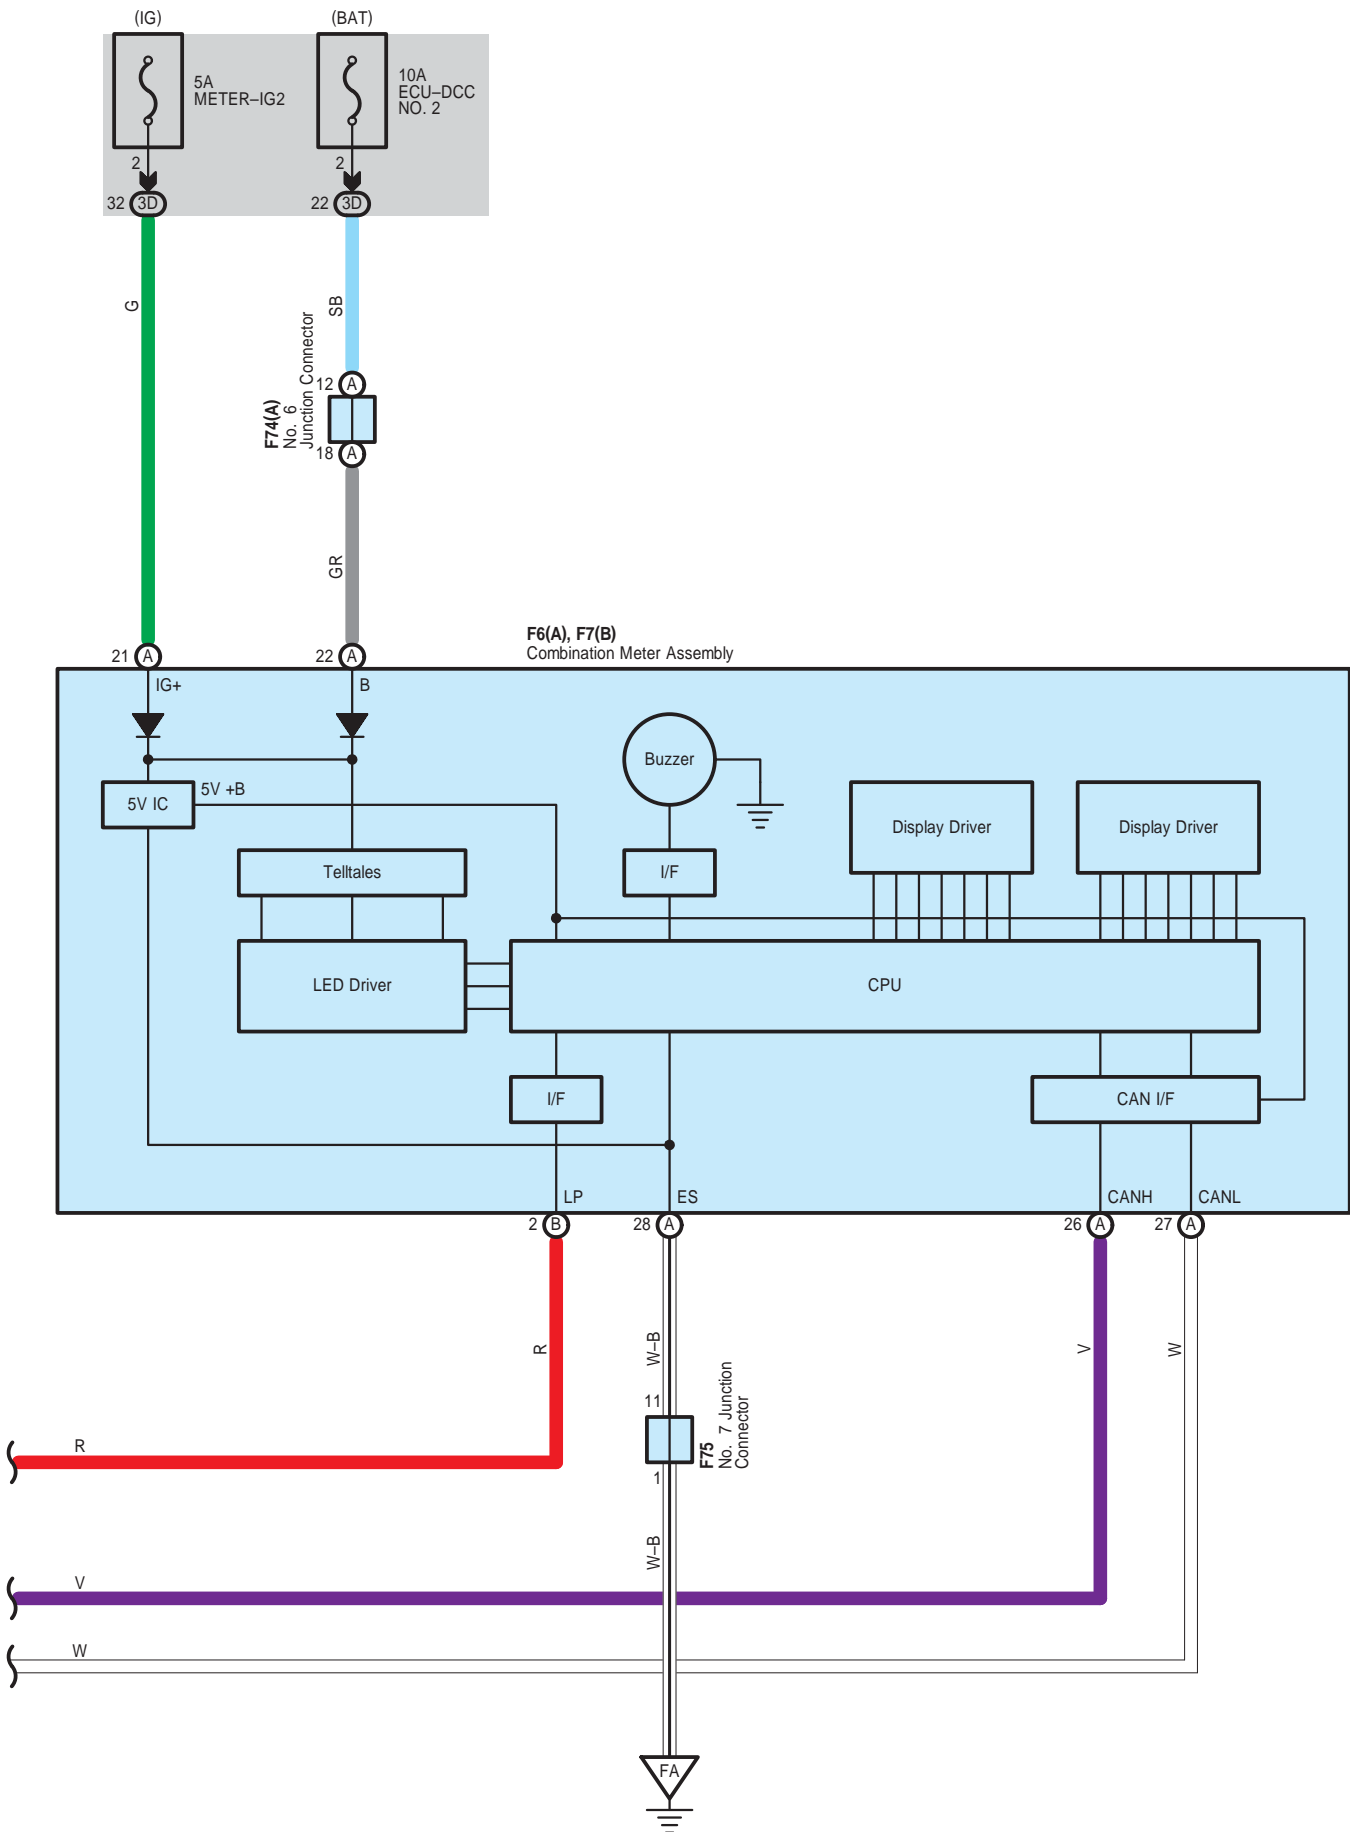 (IG)
(BAT)
5A
METER–IG2
10A
ECU–DCC
NO. 2
2
2
32
3D
22
3D
G
SB
12
A
F74(A)
No. 6
Junction Connector
18
A
GR
F6(A), F7(B)
Combination Meter Assembly
21
A
22
A
IG+
B
5V IC
5V +B
Buzzer
Display Driver
Display Driver
Telltales
I/F
LED Driver
CPU
I/F
CAN I/F
LP
ES
CANH
CANL
2
B
28
A
26
A
27
A
R
W–B
V
W
11
F75
No. 7 Junction
Connector
1
R
W–B
V
W
FA